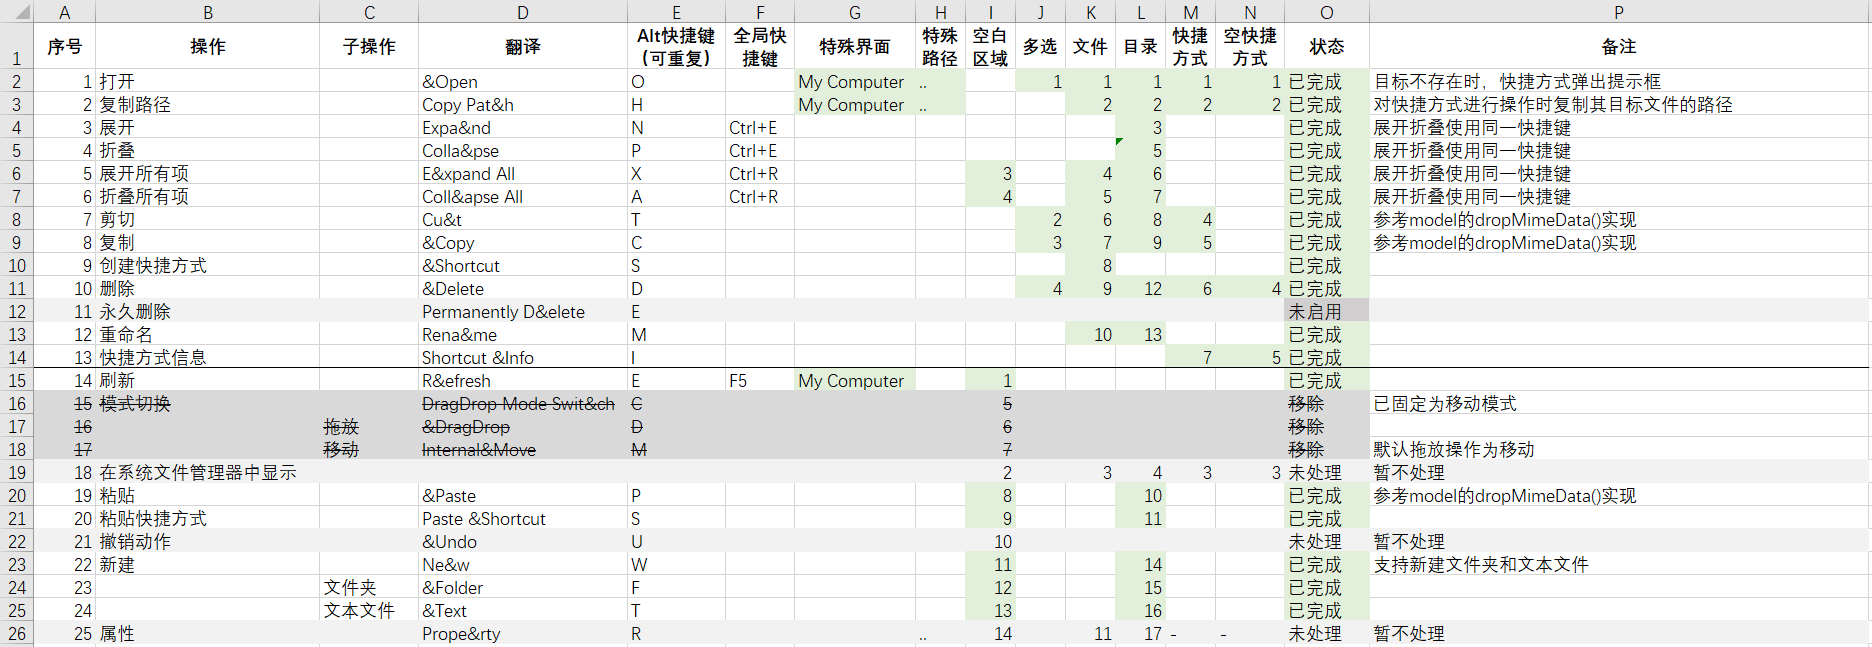 A B C D E F G H I J K L M N O P
1 序号 操作 子操作 翻译 Alt快捷键(可重复) 全局快捷键 特殊界面 特殊路径 空白区域 多选 文件 目录 快捷方式 空快捷方式 状态 备注
2 1 打开 &Open O My Computer .. 1 1 1 1 1 已完成 目标不存在时，快捷方式弹出提示框
3 2 复制路径 Copy Pat&h H My Computer .. 2 2 2 2 已完成 对快捷方式进行操作时复制其目标文件的路径
4 3 展开 Expa&nd N Ctrl+E 3 已完成 展开折叠使用同一快捷键
5 4 折叠 Colla&pse P Ctrl+E 5 已完成 展开折叠使用同一快捷键
6 5 展开所有项 E&xpand All X Ctrl+R 3 4 6 已完成 展开折叠使用同一快捷键
7 6 折叠所有项 Coll&apse All A Ctrl+R 4 5 7 已完成 展开折叠使用同一快捷键
8 7 剪切 Cu&t T 2 6 8 4 已完成 参考model的dropMimeData()实现
9 8 复制 &Copy C 3 7 9 5 已完成 参考model的dropMimeData()实现
10 9 创建快捷方式 &Shortcut S 8 已完成
11 10 删除 &Delete D 4 9 12 6 4 已完成
12 11 永久删除 Permanently D&elete E 未启用
13 12 重命名 Rena&me M 10 13 已完成
14 13 快捷方式信息 Shortcut &Info I 7 5 已完成
15 14 刷新 R&efresh E F5 My Computer 1 已完成
16 15 模式切换 DragDrop Mode Swit&ch C 5 移除 已固定为移动模式
17 16 拖放 &DragDrop D 6 移除
18 17 移动 Internal&Move M 7 移除 默认拖放操作为移动
19 18 在系统文件管理器中显示 2 3 4 3 3 未处理 暂不处理
20 19 粘贴 &Paste P 8 10 已完成 参考model的dropMimeData()实现
21 20 粘贴快捷方式 Paste &Shortcut S 9 11 已完成
22 21 撤销动作 &Undo U 10 未处理 暂不处理
23 22 新建 Ne&w W 11 14 已完成 支持新建文件夹和文本文件
24 23 文件夹 &Folder F 12 15 已完成
25 24 文本文件 &Text T 13 16 已完成
26 25 属性 Prope&rty R .. 14 11 17 - - 未处理 暂不处理